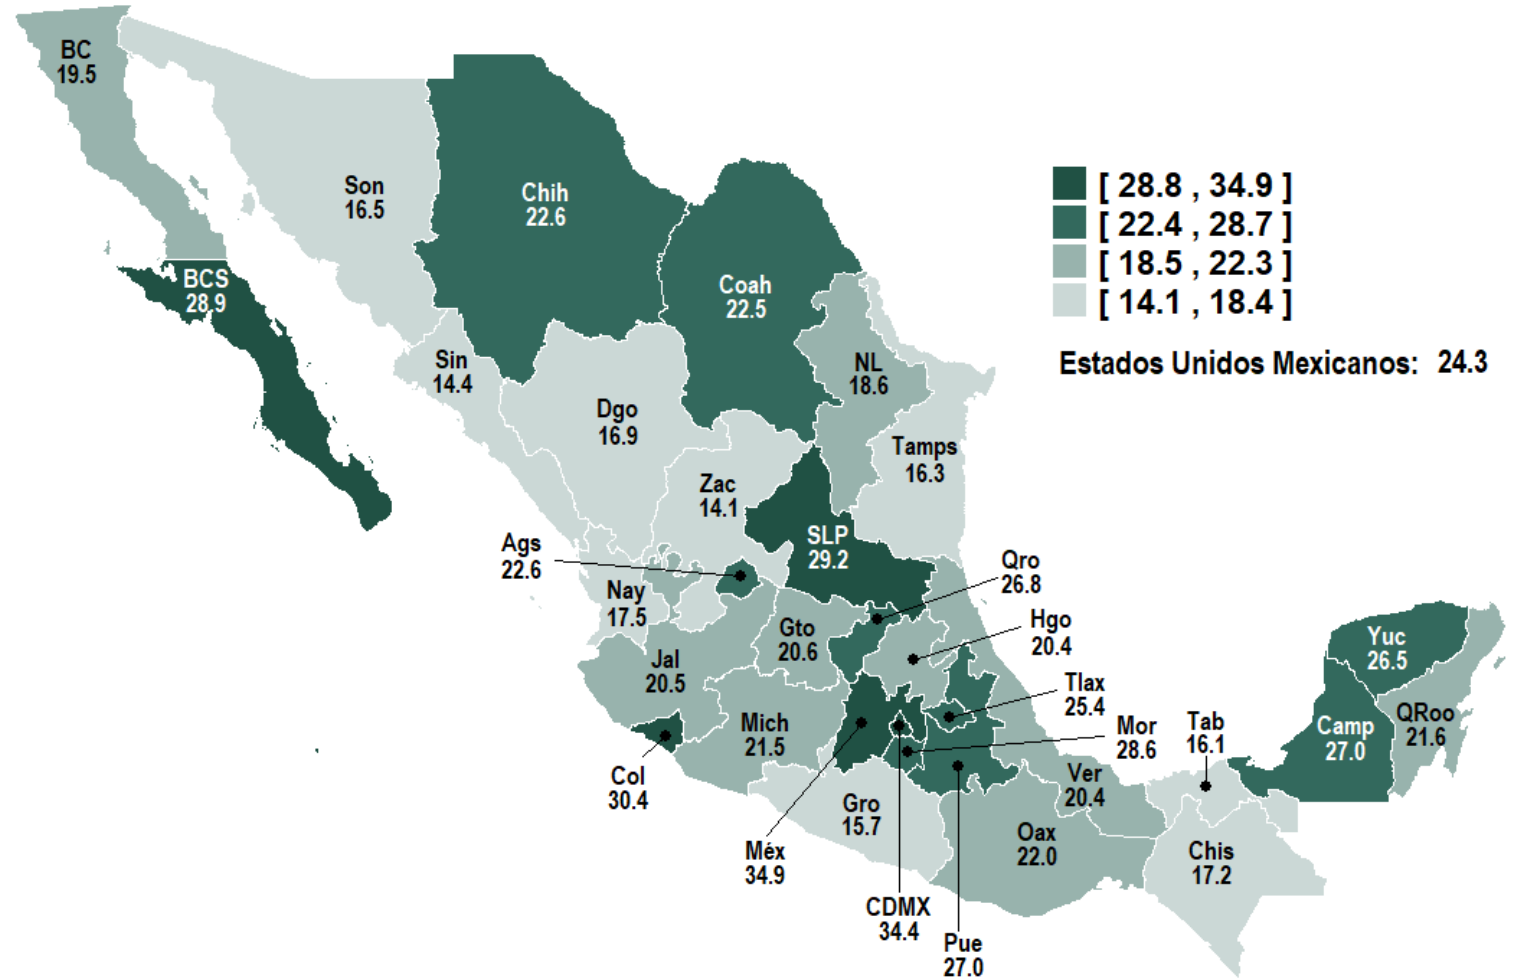 BC
19.5
Son
16.5
Chih
22.6
[ 28.8 , 34.9 ]
[ 22.4 , 28.7 ]
[ 18.5 , 22.3 ]
[ 14.1 , 18.4 ]
Estados Unidos Mexicanos: 24.3
BCS
28.9
Coah
22.5
Sin
14.4
NL
18.6
Dgo
16.9
Tamps
16.3
Zac
14.1
SLP
29.2
Ags
22.6
Qro
26.8
Nay
17.5
Hgo
20.4
Gto
20.6
Yuc
26.5
Jal
20.5
Tlax
25.4
Mich
21.5
Mor
28.6
Tab
16.1
Camp
27.0
QRoo
21.6
Col
30.4
Ver
20.4
Gro
15.7
Oax
22.0
Méx
34.9
Chis
17.2
CDMX
34.4
Pue
27.0